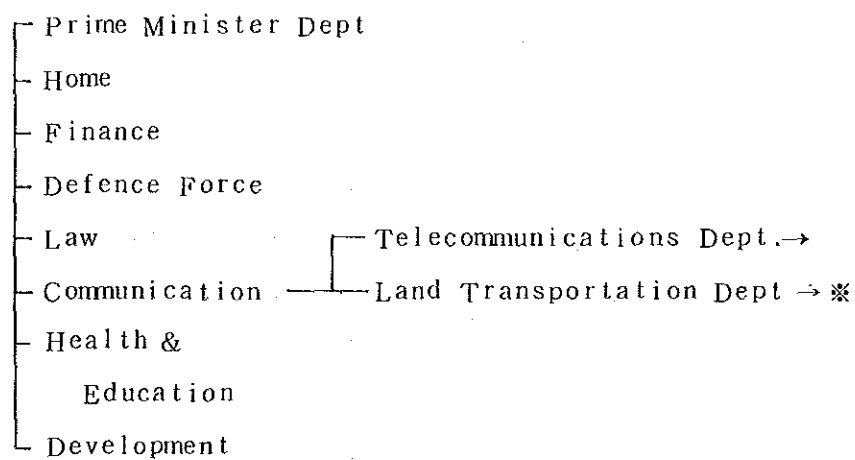 Prime Minister Dept
Home
Finance
Defence Force
Law
Telecommunications Dept.→
Communication
Land Transportation Dept → ※
Health &
Education
Development